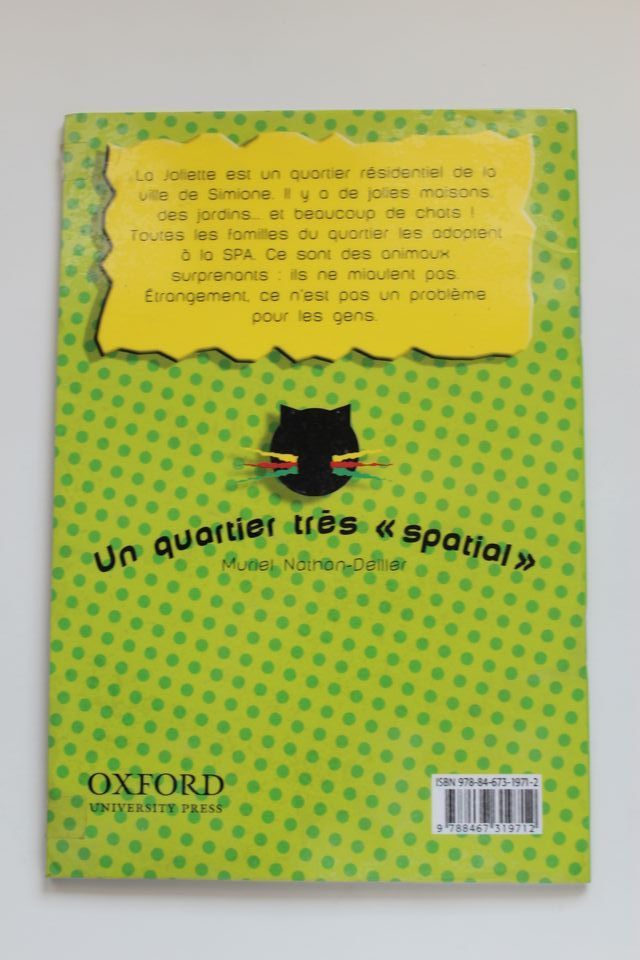 La Joliette est un quartier résidentiel de la
ville de Simiane. Il y a de jolies maisons,
des jardins... et beaucoup de chats !
Toutes les familles du quartier les adoptent
à la SPA. Ce sont des animaux
surprenants : ils ne miaulent pas.
Étrangement, ce n'est pas un problème
pour les gens.
Un quartier très « spatial »
Muriel Nathan-Deiller
OXFORD
UNIVERSITY PRESS
ISBN 978-84-673-1971-2
9 788467 319712